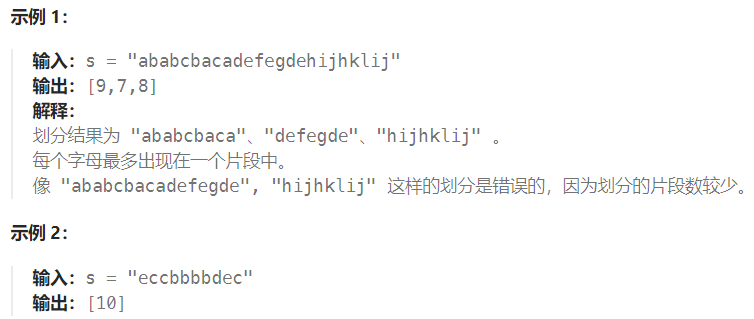 示例 1：
输入：s = "ababcbacadefegdehijhklij"
输出：[9,7,8]
解释：
划分结果为 "ababcbaca"、"defegde"、"hijhklij" 。
每个字母最多出现在一个片段中。
像 "ababcbacadefegde", "hijhklij" 这样的划分是错误的，因为划分的片段数较少。
示例 2：
输入：s = "eccbbbbdec"
输出：[10]